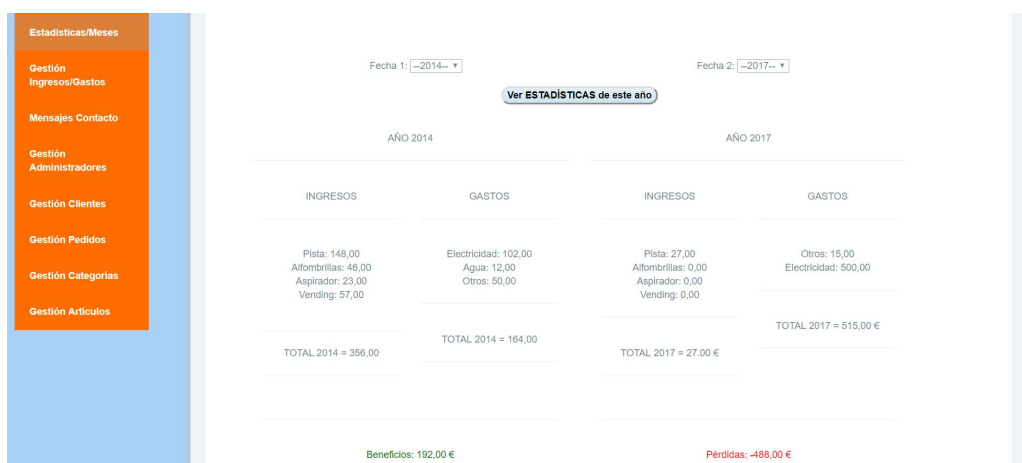 Estadísticas/Meses
Gestión
Ingresos/Gastos
Mensajes Contacto
Gestión
Administradores
Gestión Clientes
Gestión Pedidos
Gestión Categorías
Gestión Artículos
Fecha 1: --2014--
Fecha 2: --2017--
Ver ESTADÍSTICAS de este año
AÑO 2014
INGRESOS
Pista: 148,00
Alfombrillas: 46,00
Aspirador: 23,00
Vending: 57,00
TOTAL 2014 = 356,00
GASTOS
Electricidad: 102,00
Agua: 12,00
Otros: 50,00
TOTAL 2014 = 164,00
Beneficios: 192,00 €
AÑO 2017
INGRESOS
Pista: 27,00
Alfombrillas: 0,00
Aspirador: 0,00
Vending: 0,00
TOTAL 2017 = 27.00 €
GASTOS
Otros: 15,00
Electricidad: 500,00
TOTAL 2017 = 515,00 €
Pérdidas: -488,00 €